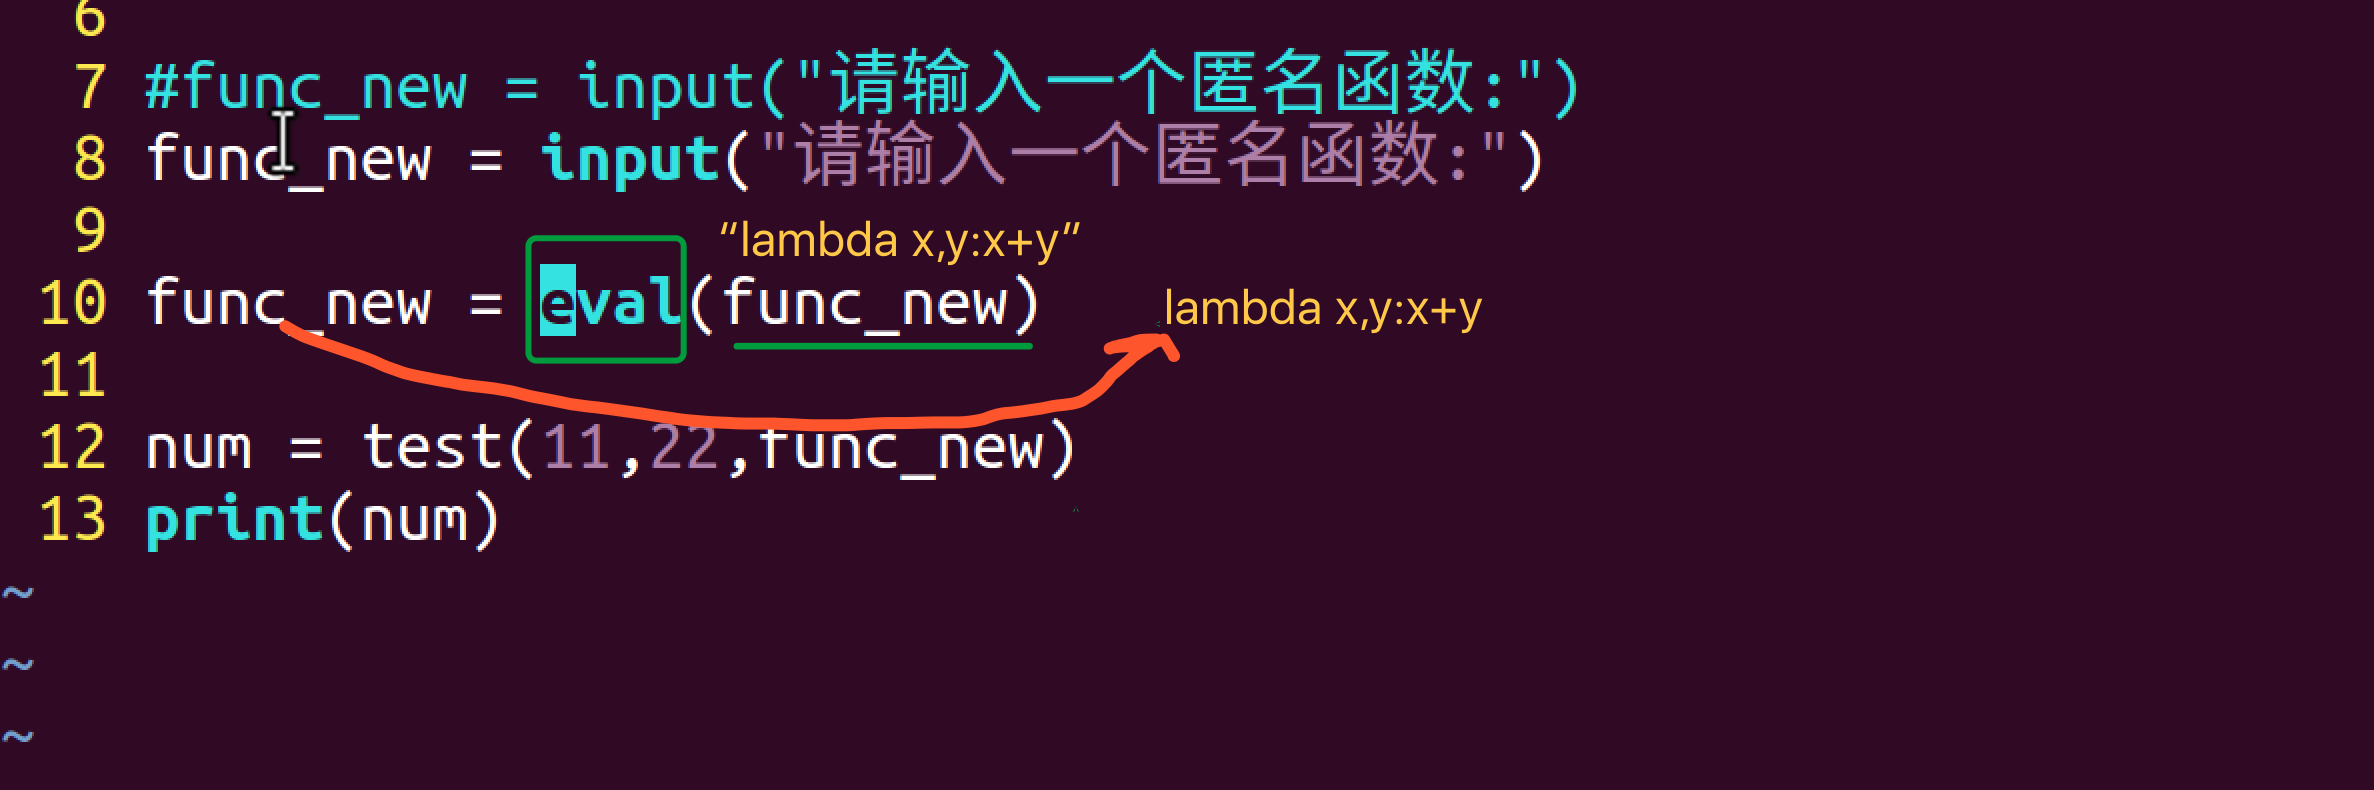 6
7 #func_new = input("请输入一个匿名函数:")
8 func_new = input("请输入一个匿名函数:")
9
“lambda x,y:x+y”
10 func_new = eval(func_new)
lambda x,y:x+y
11
12 num = test(11,22,func_new)
13 print(num)
~
~
~